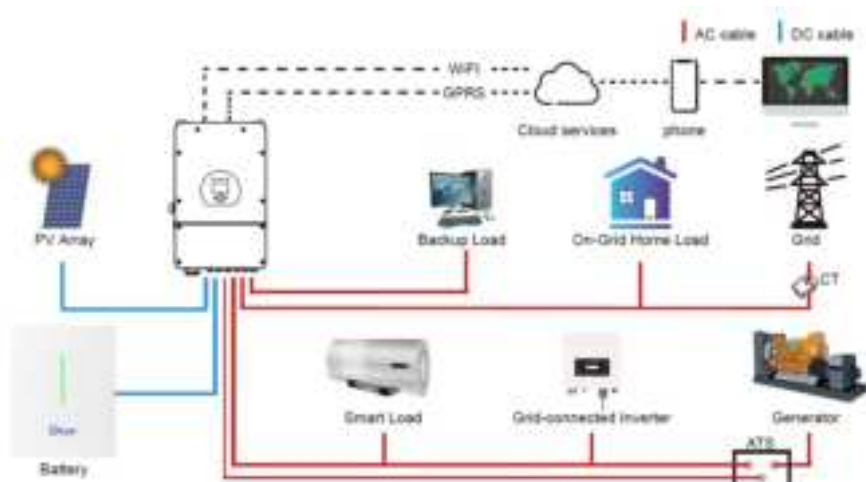 AC cable
DC cable
WIFI
GPRS
Cloud services
phone
PV Array
Backup Load
On-Grid Home Load
Grid
CT
Smart Load
Grid-connected Inverter
Generator
ATS
Battery